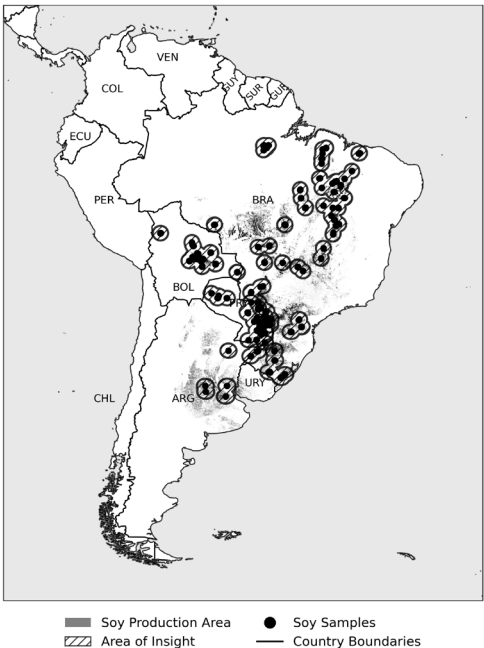 VEN
COL
GUY
SUR
GUF
ECU
PER
BRA
BOL
PRY
CHL
ARG
URY
Soy Production Area
Soy Samples
Area of Insight
Country Boundaries